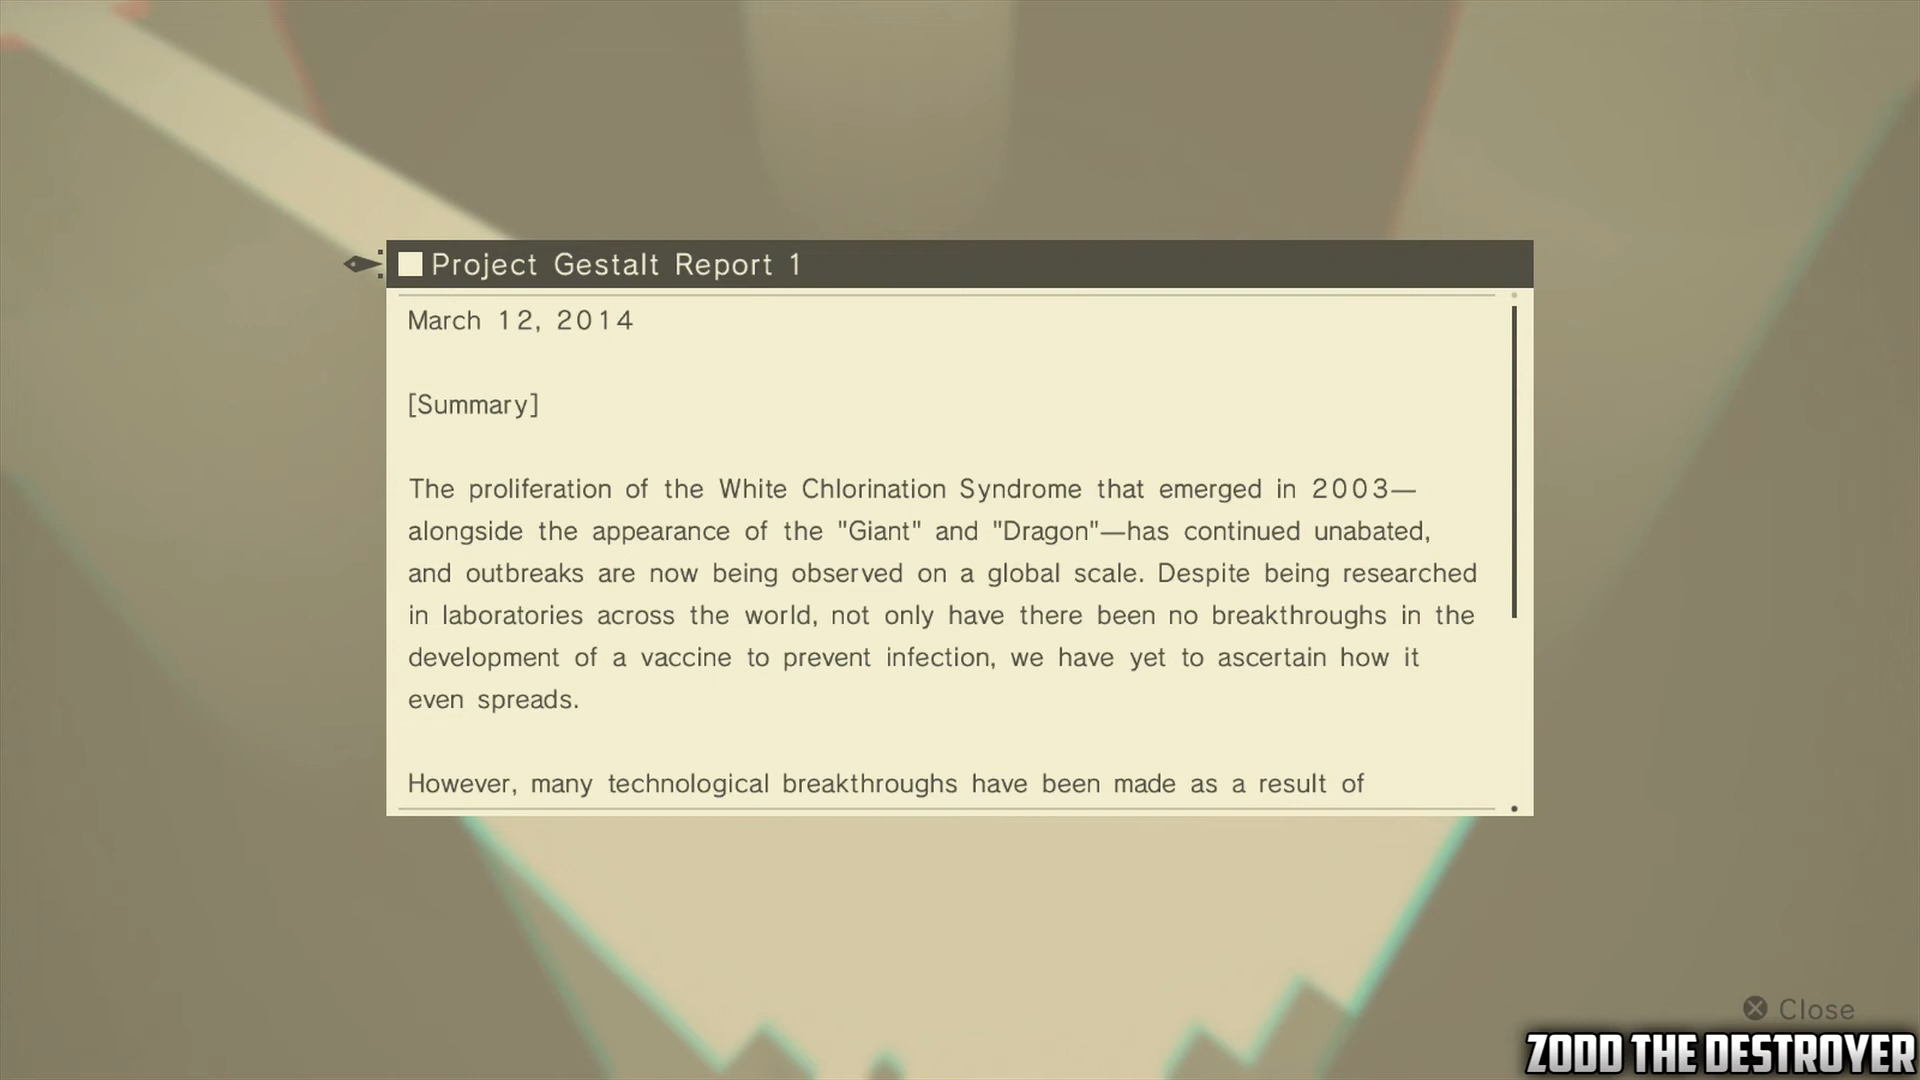 Project Gestalt Report 1
March 12, 2014
[Summary]
The proliferation of the White Chlorination Syndrome that emerged in 2003—
alongside the appearance of the "Giant" and "Dragon"—has continued unabated,
and outbreaks are now being observed on a global scale. Despite being researched
in laboratories across the world, not only have there been no breakthroughs in the
development of a vaccine to prevent infection, we have yet to ascertain how it
even spreads.
However, many technological breakthroughs have been made as a result of
Close
ZODD THE DESTROYER